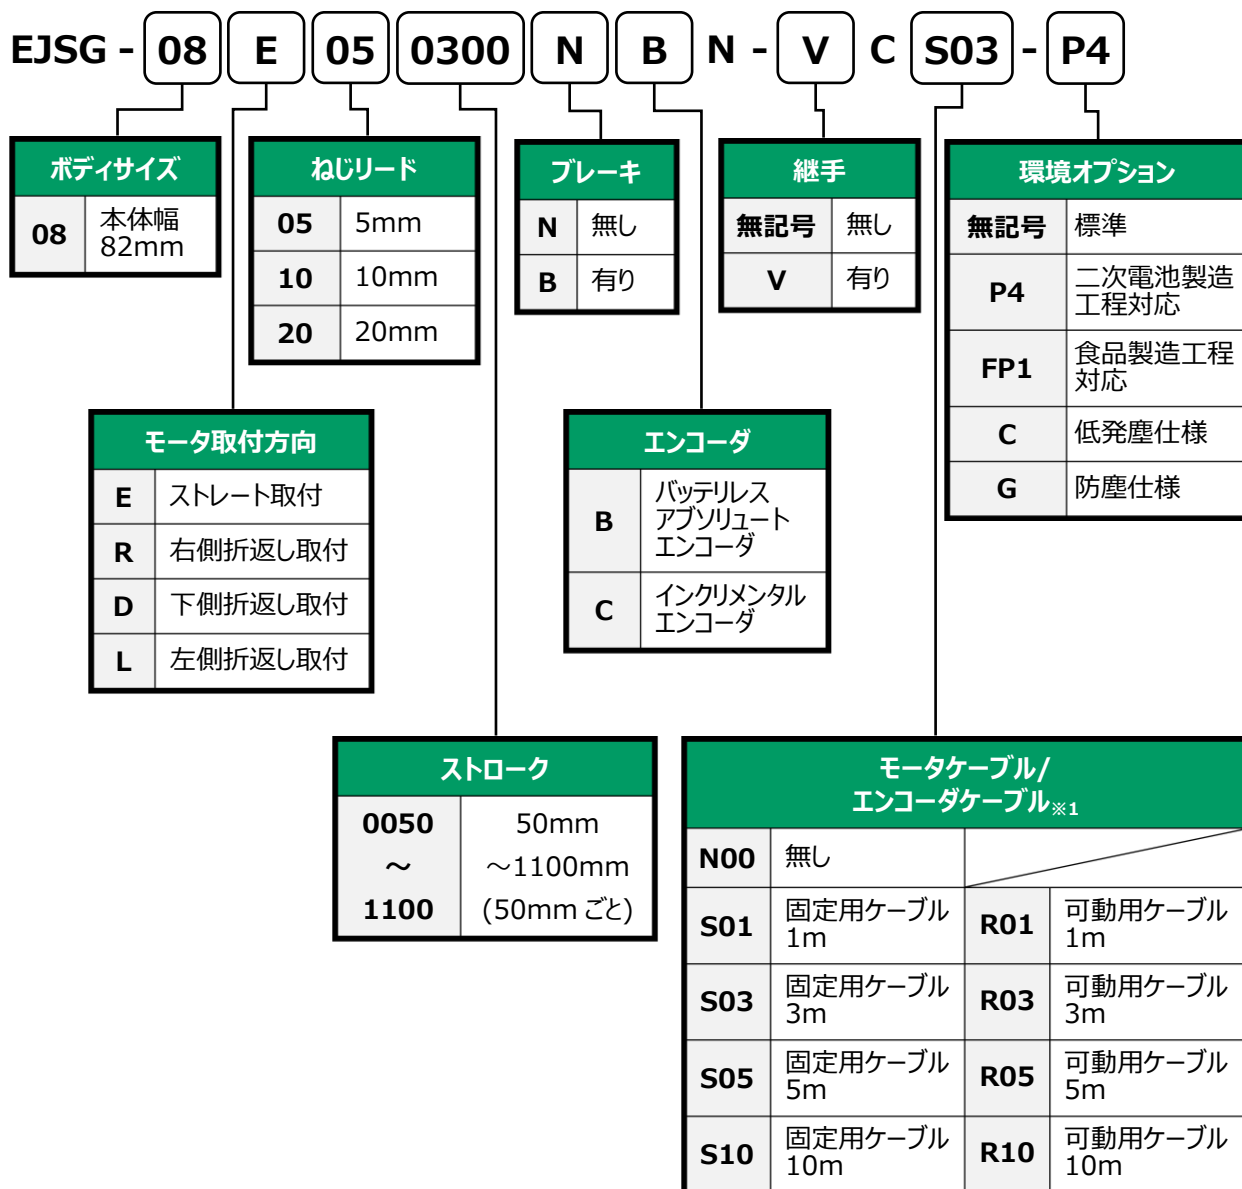 EJSG - 08 E 05 0300 N B N - V C S03 - P4
ボディサイズ
08 本体幅
82mm
ねじリード
05 5mm
10 10mm
20 20mm
ブレーキ
N 無し
B 有り
継手
無記号 無し
V 有り
環境オプション
無記号 標準
P4 二次電池製造
工程対応
FP1 食品製造工程
対応
C 低発塵仕様
G 防塵仕様
モータ取付方向
E ストレート取付
R 右側折返し取付
D 下側折返し取付
L 左側折返し取付
エンコーダ
B バッテリレス
アブソリュート
エンコーダ
C インクリメンタル
エンコーダ
ストローク
0050 50mm
～ ～1100mm
1100 (50mmごと)
モータケーブル/
エンコーダケーブル※1
N00 無し
S01 固定用ケーブル
1m
R01 可動用ケーブル
1m
S03 固定用ケーブル
3m
R03 可動用ケーブル
3m
S05 固定用ケーブル
5m
R05 可動用ケーブル
5m
S10 固定用ケーブル
10m
R10 可動用ケーブル
10m